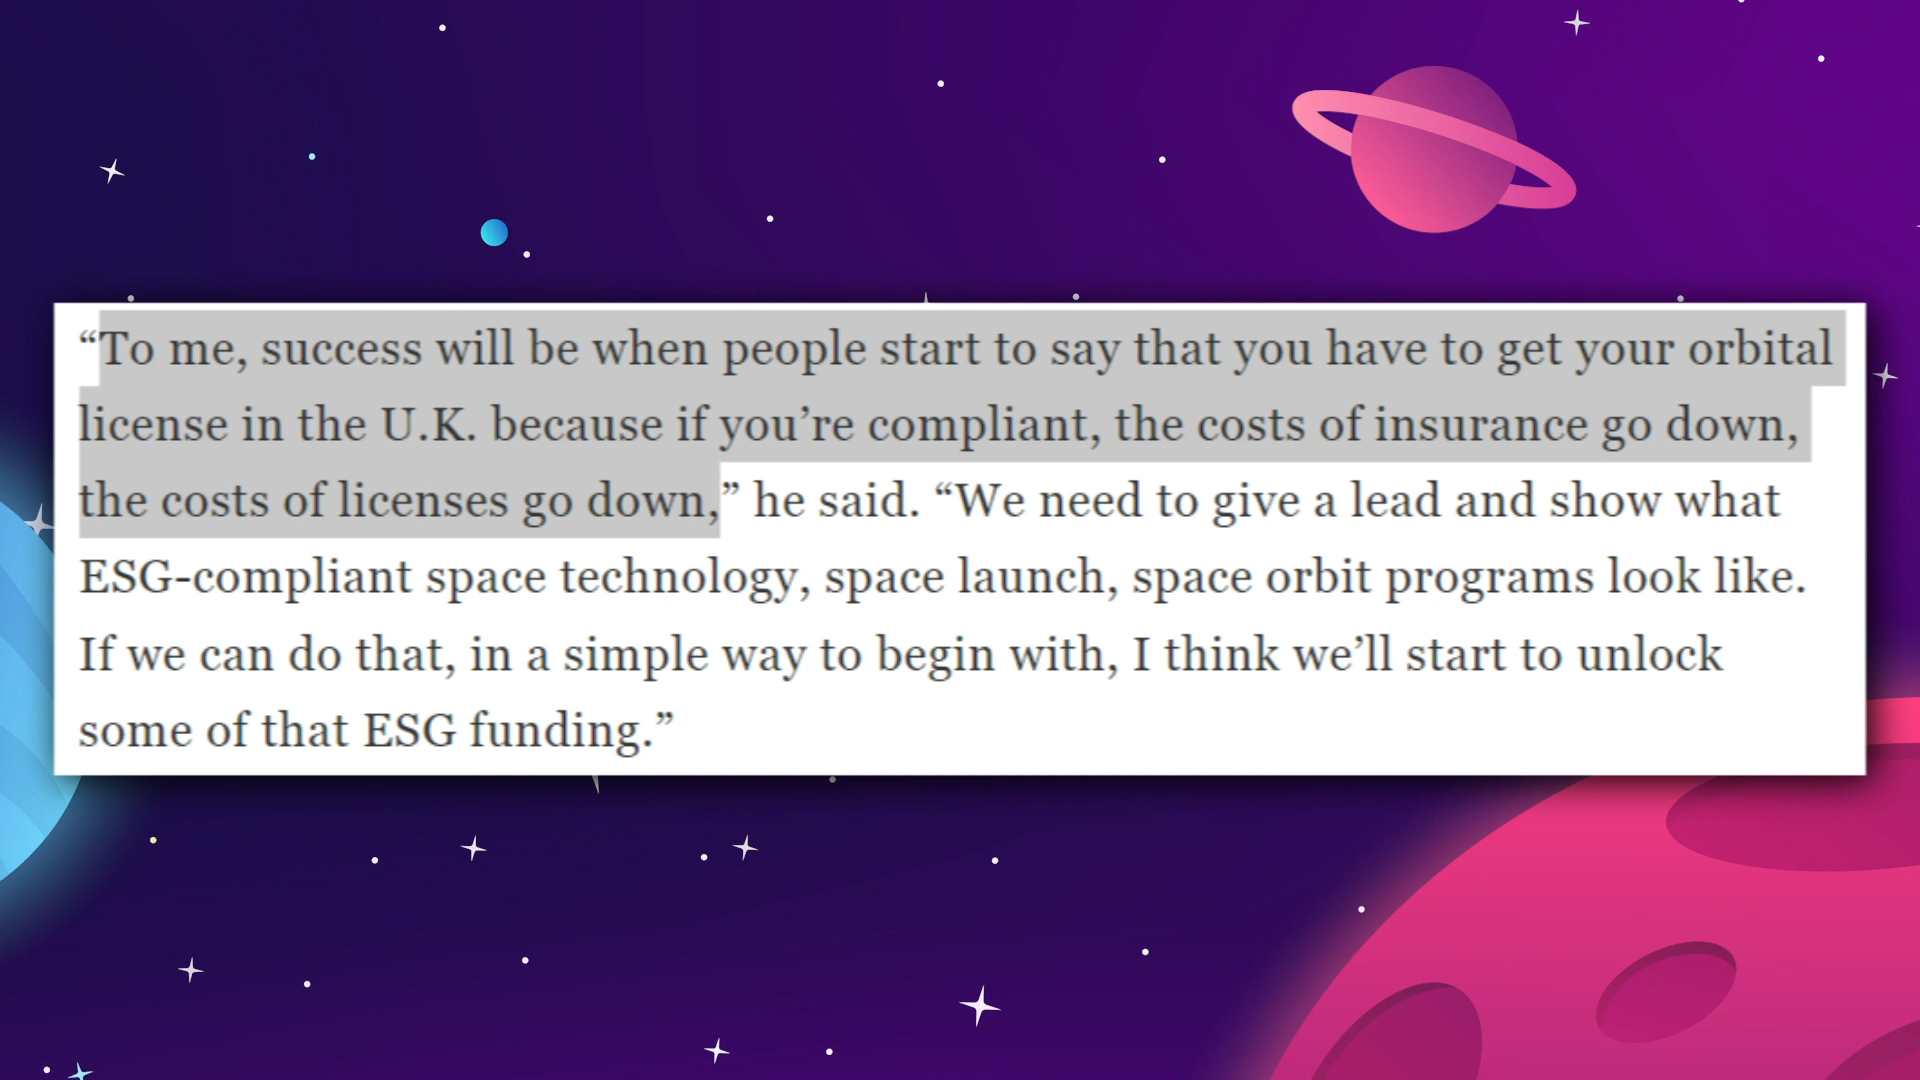 “To me, success will be when people start to say that you have to get your orbital
license in the U.K. because if you’re compliant, the costs of insurance go down,
the costs of licenses go down,” he said. “We need to give a lead and show what
ESG-compliant space technology, space launch, space orbit programs look like.
If we can do that, in a simple way to begin with, I think we’ll start to unlock
some of that ESG funding.”